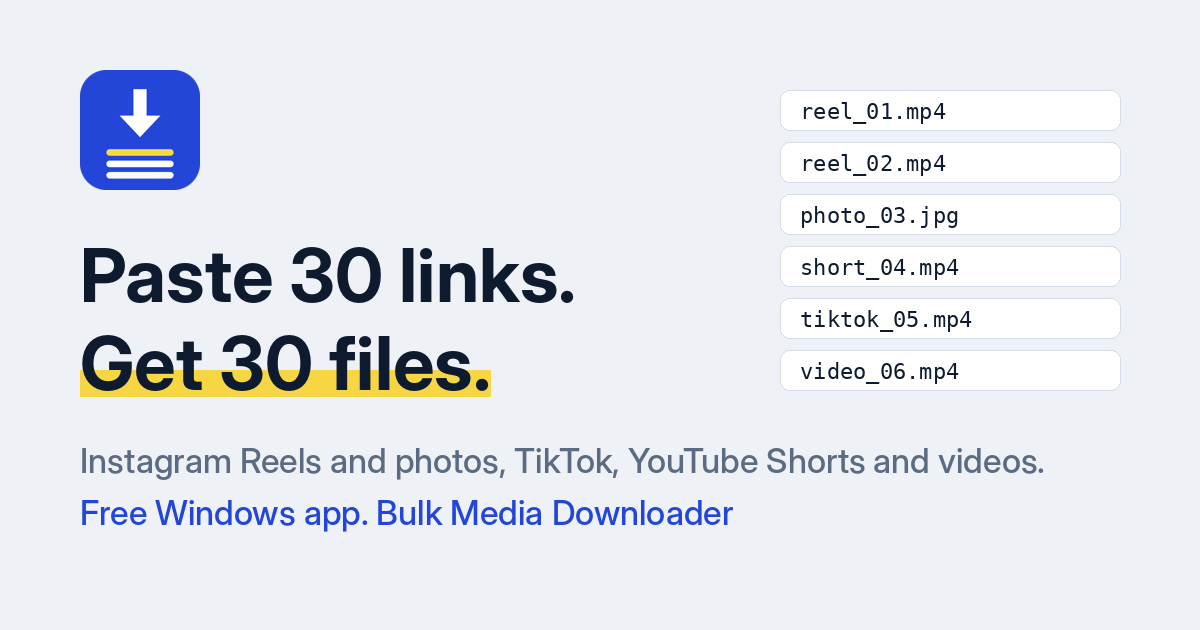 Paste 30 links.
Get 30 files.
Instagram Reels and photos, TikTok, YouTube Shorts and videos.
Free Windows app. Bulk Media Downloader
reel_01.mp4
reel_02.mp4
photo_03.jpg
short_04.mp4
tiktok_05.mp4
video_06.mp4